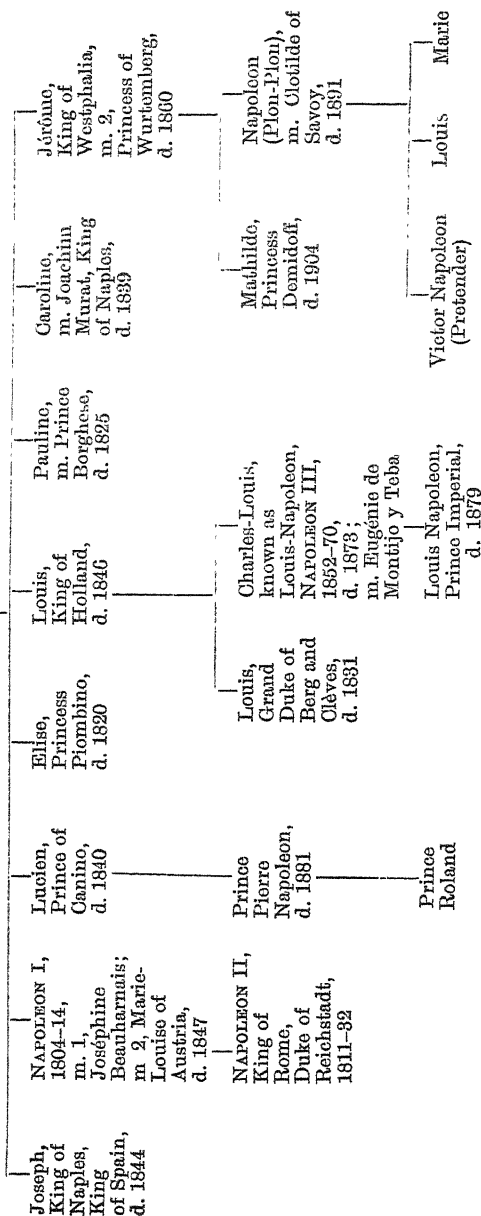 Joseph,
King of
Naples,
King
of Spain,
d. 1844
NAPOLEON I,
1804–14,
m. 1,
Joséphine
Beauharnais;
m 2, Marie-
Louise of
Austria,
d. 1847
Lucien,
Prince of
Canino,
d. 1840
Elise,
Princess
Piombino,
d. 1820
Louis,
King of
Holland,
d. 1846
Pauline,
m. Prince
Borghese,
d. 1825
Caroline,
m. Joachim
Murat, King
of Naples,
d. 1839
Jérôme,
King of
Westphalia,
m. 2,
Princess of
Wurtemberg,
d. 1860
NAPOLEON II,
King of
Rome,
Duke of
Reichstadt,
1811–32
Prince
Pierre
Napoleon,
d. 1881
Louis,
Grand
Duke of
Berg and
Clèves,
d. 1831
Charles-Louis,
known as
Louis-Napoleon,
NAPOLEON III,
1852–70,
d. 1873;
m. Eugénie de
Montijo y Teba
Mathilde,
Princess
Demidoff,
d. 1904
Napoleon
(Plon-Plon),
m. Clotilde of
Savoy,
d. 1891
Prince
Roland
Louis Napoleon,
Prince Imperial,
d. 1879
Victor Napoleon
(Pretender)
Louis
Marie